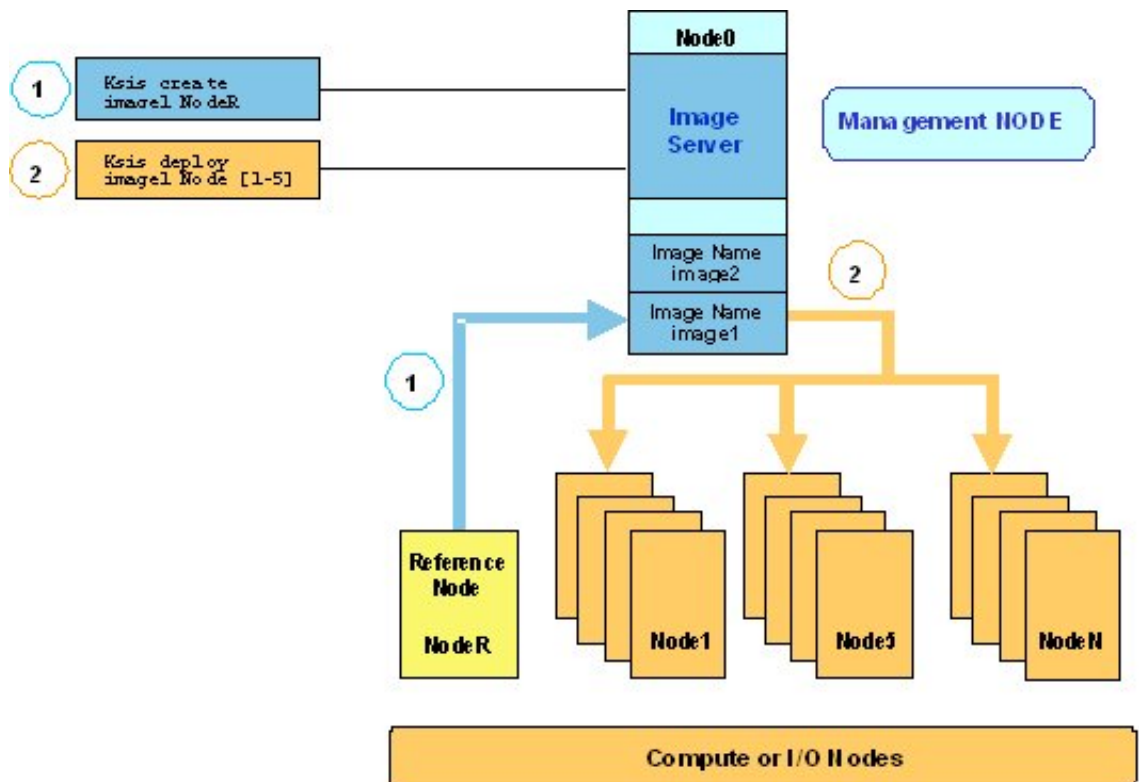 Node0
1
Ksis create
image1 NodeR
Image
Server
Management NODE
2
Ksis deploy
image1 Node [1-5]
Image Name
image2
2
Image Name
image1
1
Reference
Node
NodeR
Node1
Node5
NodeN
Compute or I/O Nodes